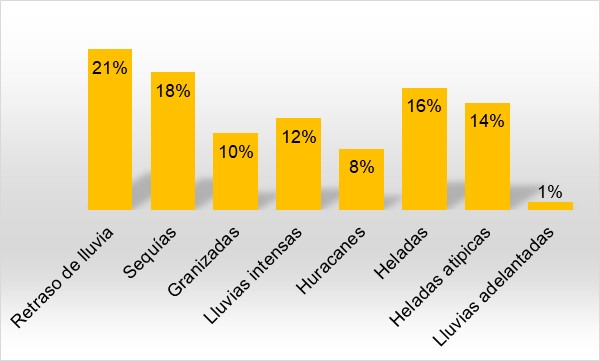 21%
18%
10%
12%
8%
16%
14%
1%
Retraso de lluvia
Sequías
Granizadas
Lluvias intensas
Huracanes
Heladas
Heladas atipicas
Lluvias adelantadas